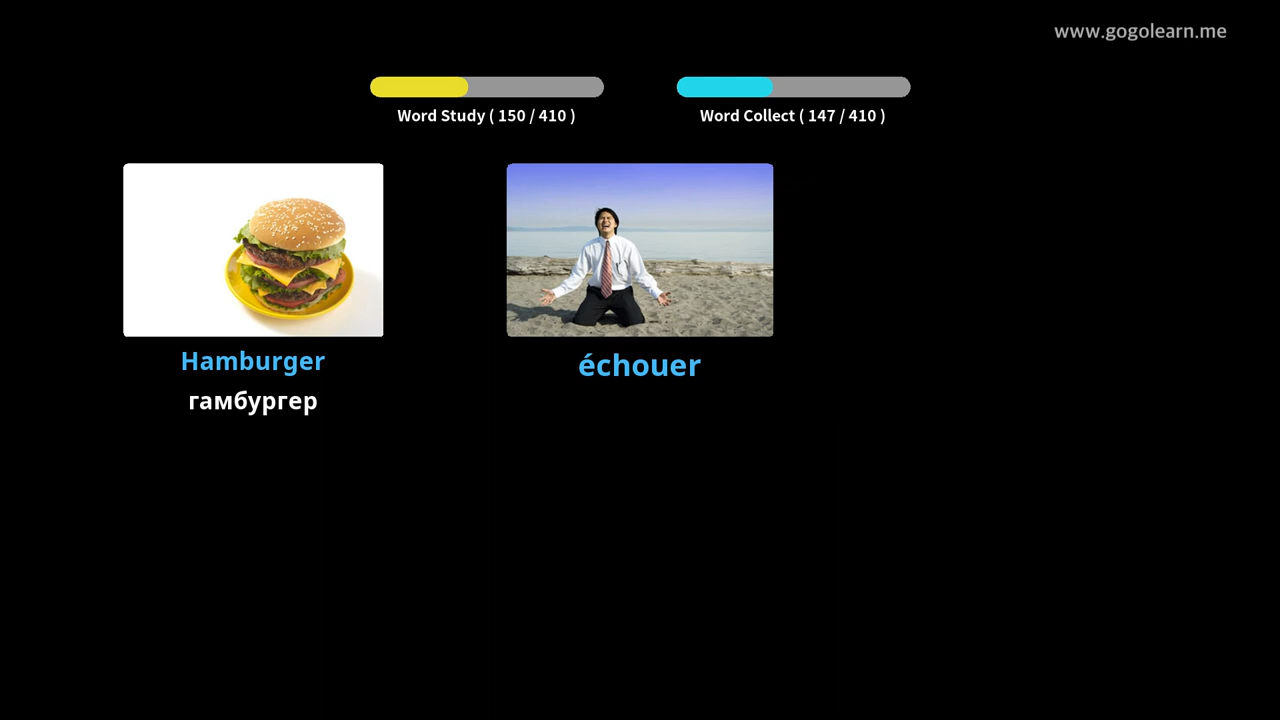 www.gogolearn.me
Word Study ( 150 / 410 )
Word Collect ( 147 / 410 )
Hamburger
гамбургер
échouer